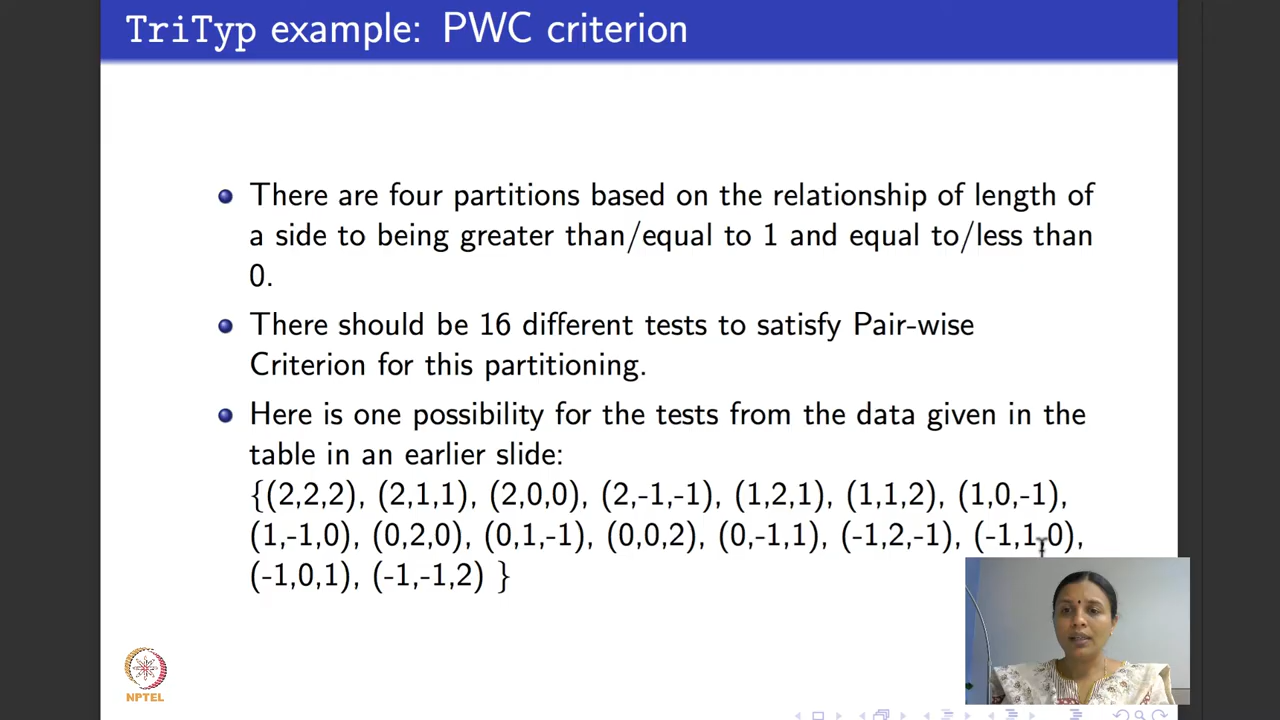 TriTyp example: PWC criterion
There are four partitions based on the relationship of length of
a side to being greater than/equal to 1 and equal to/less than
0.
There should be 16 different tests to satisfy Pair-wise
Criterion for this partitioning.
Here is one possibility for the tests from the data given in the
table in an earlier slide:
{(2,2,2), (2,1,1), (2,0,0), (2,-1,-1), (1,2,1), (1,1,2), (1,0,-1),
(1,-1,0), (0,2,0), (0,1,-1), (0,0,2), (0,-1,1), (-1,2,-1), (-1,1,0),
(-1,0,1), (-1,-1,2) }
NPTEL